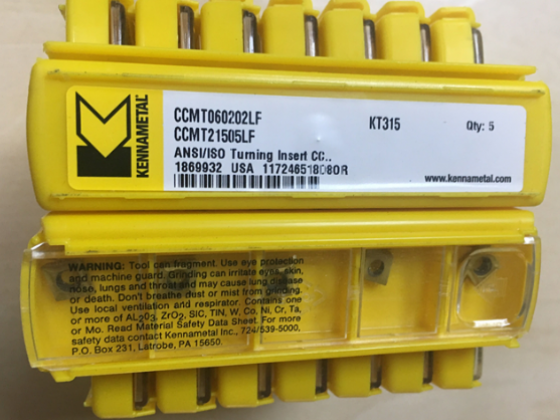 KENNAMETAL
CCMT060202LF KT315 Qty: 5
CCMT21505LF
ANSI/ISO Turning Insert CC..
1869932 USA 117246518D80R
www.kennametal.com
WARNING: Tool can fragment. Use eye protection
and machine guard. Grinding can irritate eyes, skin,
nose, lungs and throat and may cause lung disease
or death. Don't breathe dust or mist from grinding.
Use local ventilation and respirator. Contains one
or more of AL2O3, ZrO2, SIC, TiN, W, Co, Ni, Cr, Ta,
or Mo. Read Material Safety Data Sheet. For more
safety data contact Kennametal Inc., 724/539-5000,
P.O. Box 231, Latrobe, PA 15650.